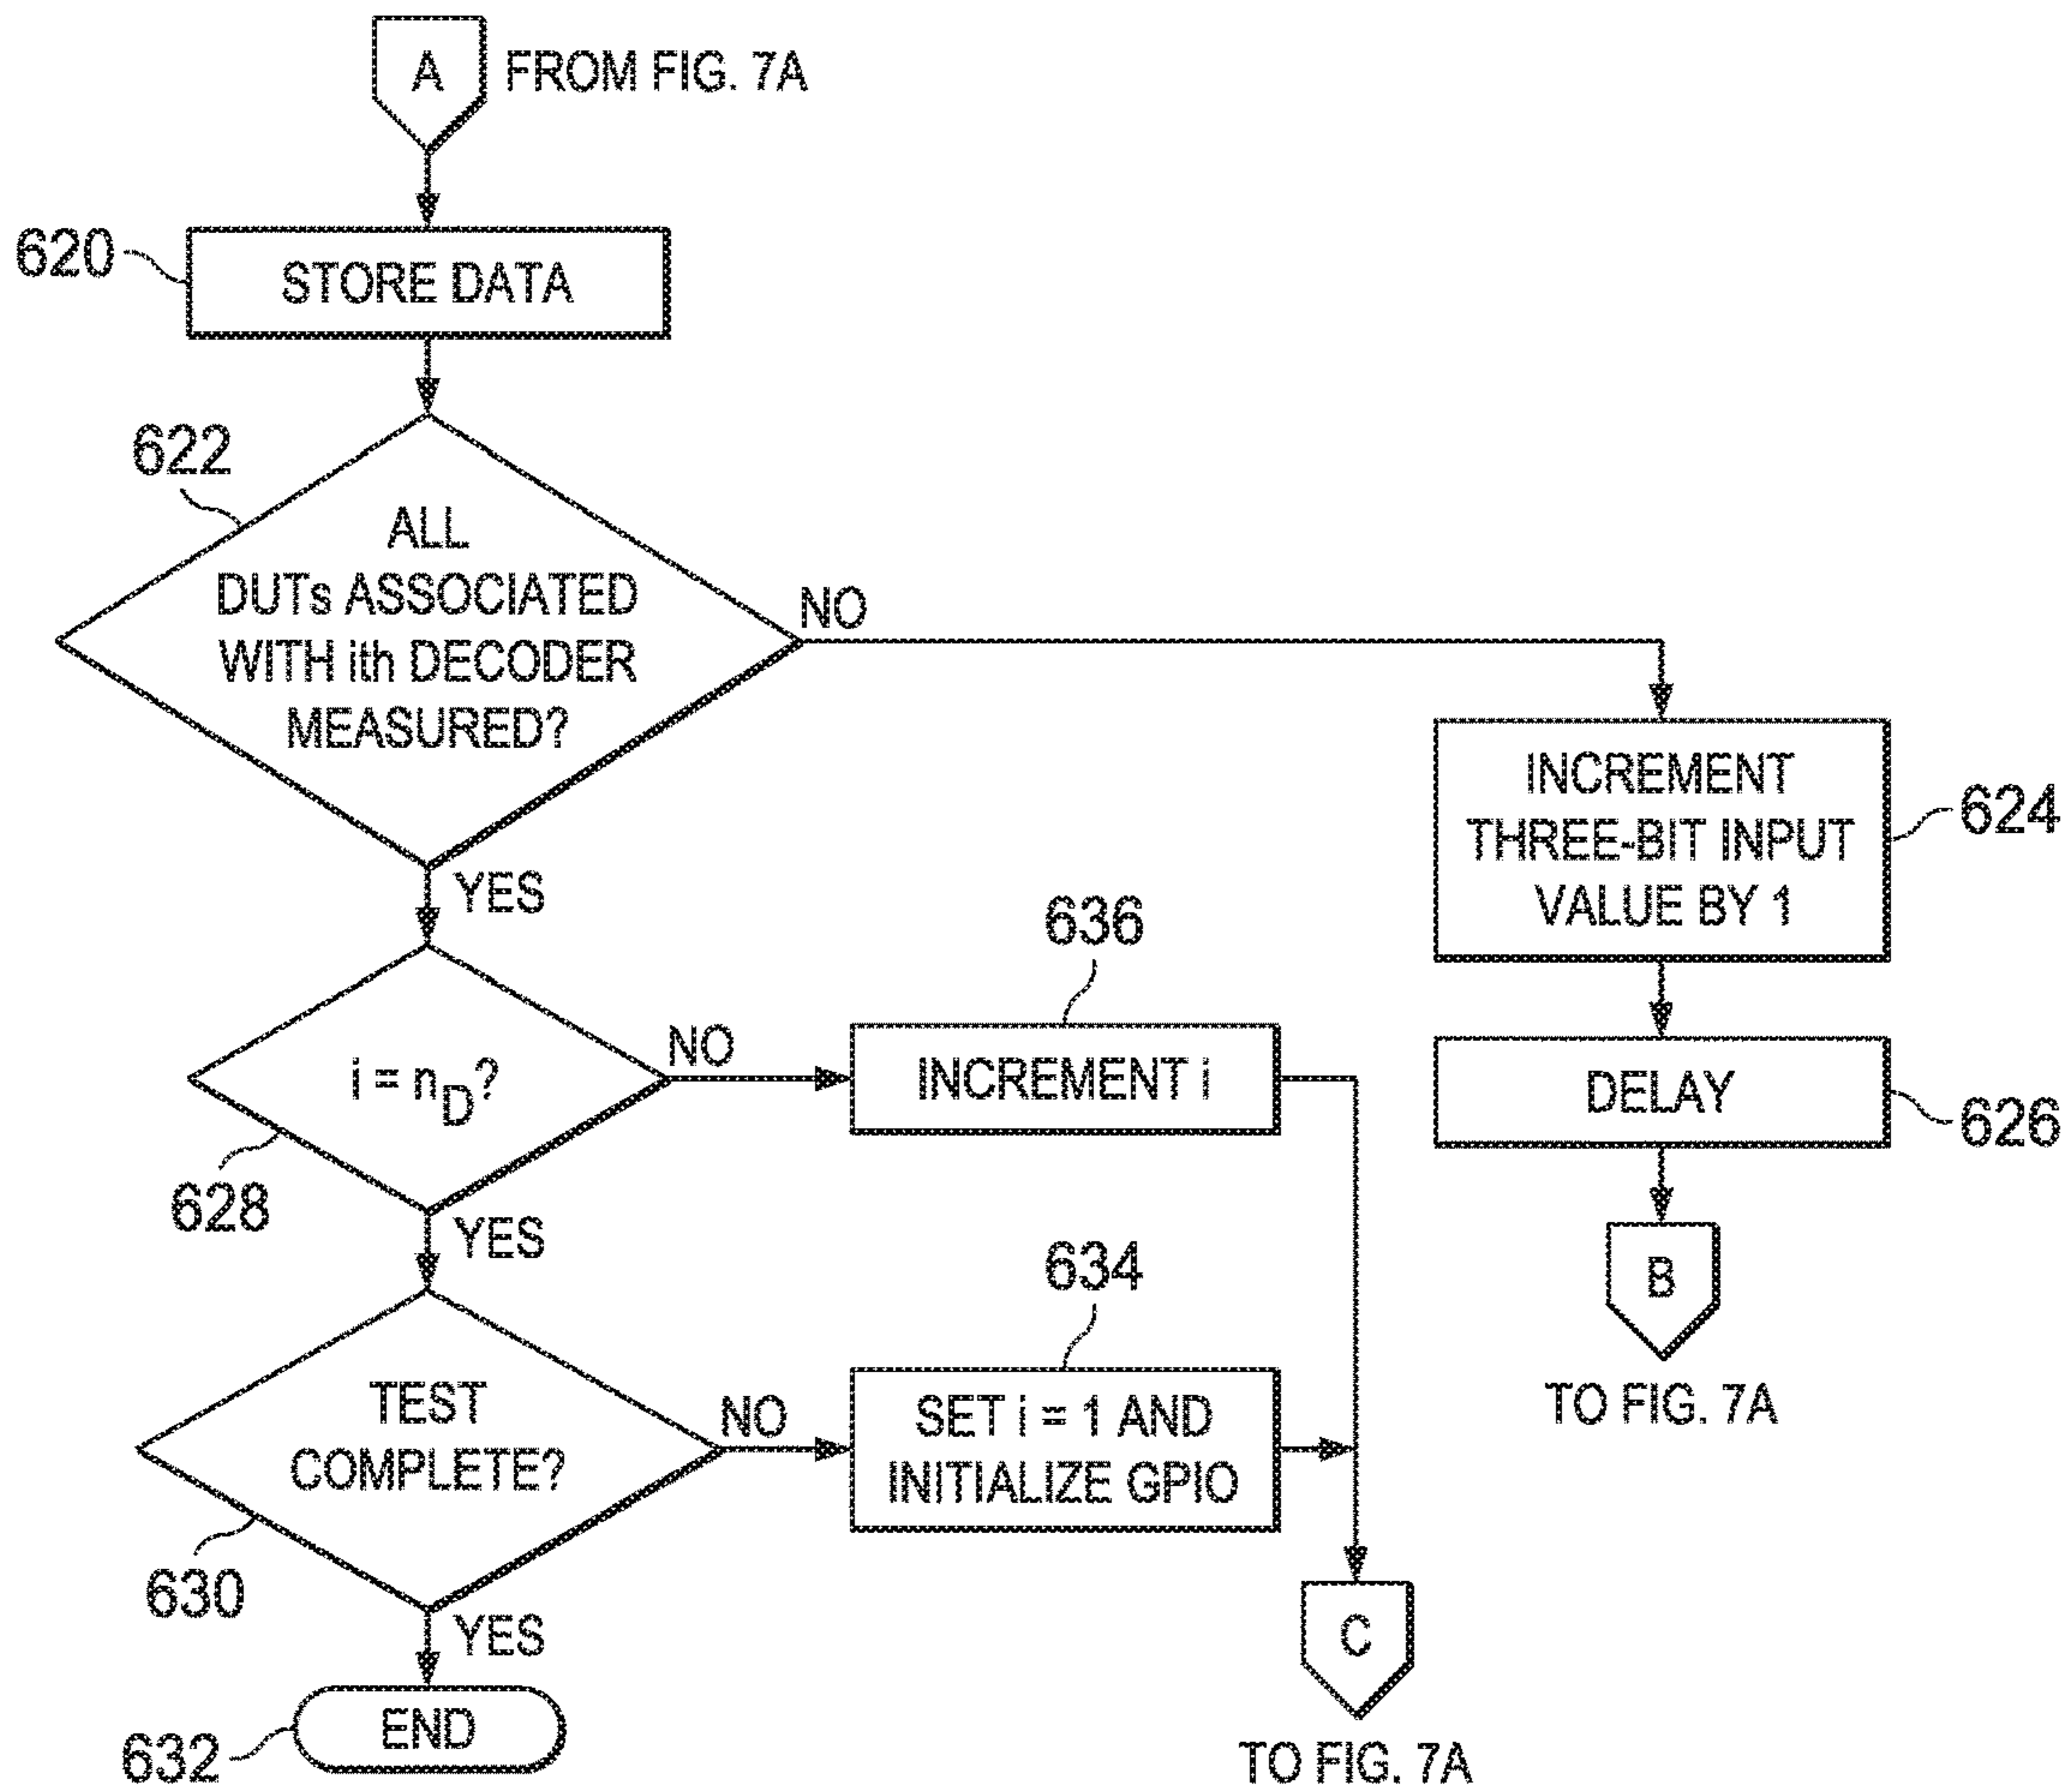 A FROM FIG. 7A
620
STORE DATA
622
ALL
DUTs ASSOCIATED
WITH ith DECODER
MEASURED?
NO
YES
INCREMENT
THREE-BIT INPUT
VALUE BY 1
624
DELAY
626
B
TO FIG. 7A
i = nD?
628
NO
636
INCREMENT i
YES
TEST
COMPLETE?
630
NO
634
SET i = 1 AND
INITIALIZE GPIO
YES
END
632
C
TO FIG. 7A